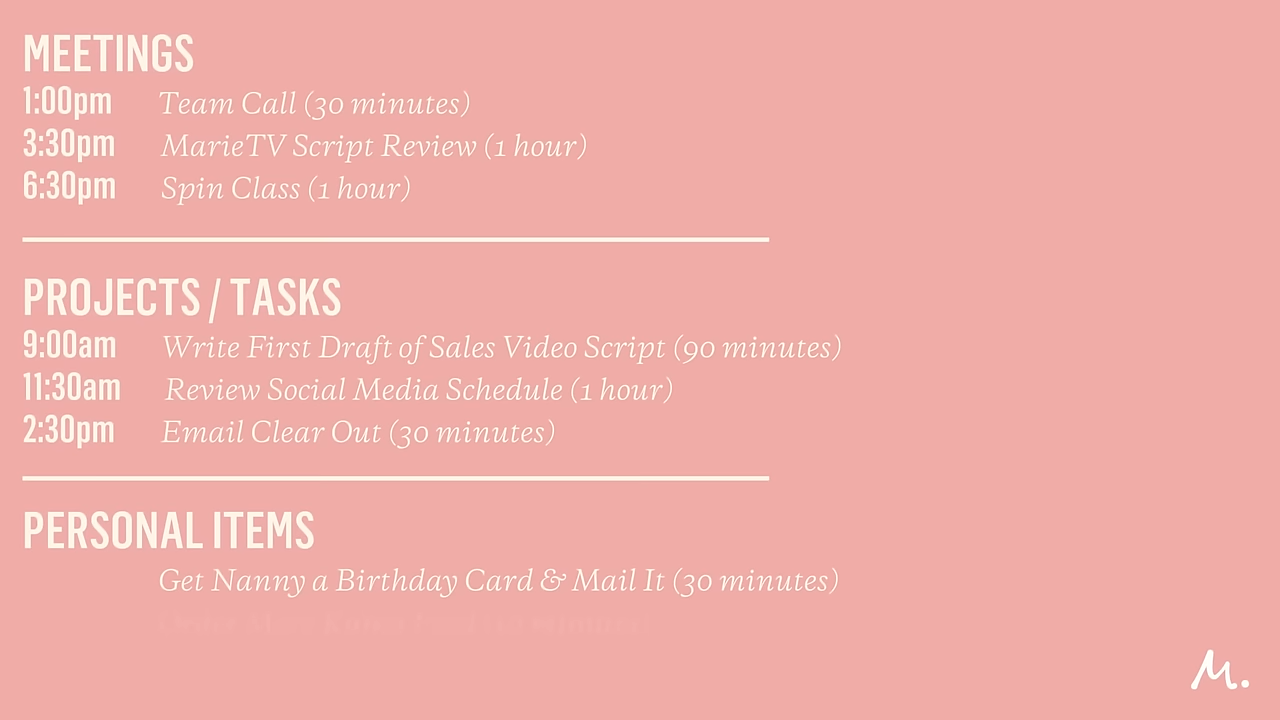 MEETINGS
1:00pm Team Call (30 minutes)
3:30pm MarieTV Script Review (1 hour)
6:30pm Spin Class (1 hour)
PROJECTS / TASKS
9:00am Write First Draft of Sales Video Script (90 minutes)
11:30am Review Social Media Schedule (1 hour)
2:30pm Email Clear Out (30 minutes)
PERSONAL ITEMS
Get Nanny a Birthday Card & Mail It (30 minutes)
M.